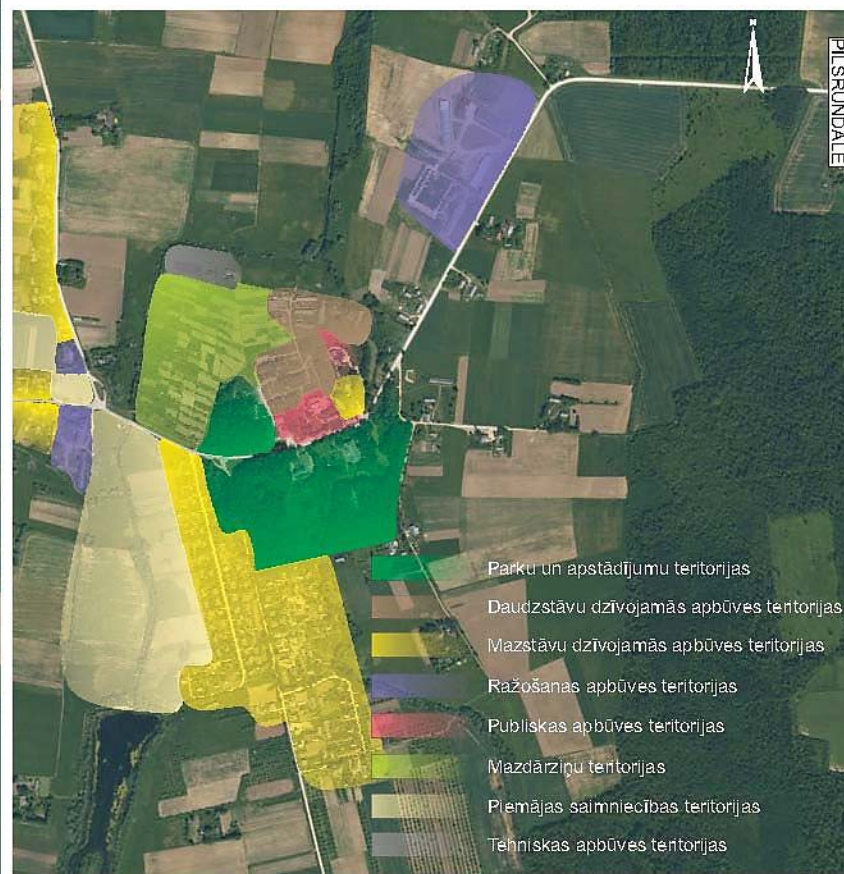 N
PILSRUNDĀLE
Parku un apstādījumu teritorijas
Daudzstāvu dzīvojamās apbūves teritorijas
Mazstāvu dzīvojamās apbūves teritorijas
Ražošanas apbūves teritorijas
Publiskas apbūves teritorijas
Mazdārziņu teritorijas
Piemājas saimniecības teritorijas
Tehniskas apbūves teritorijas